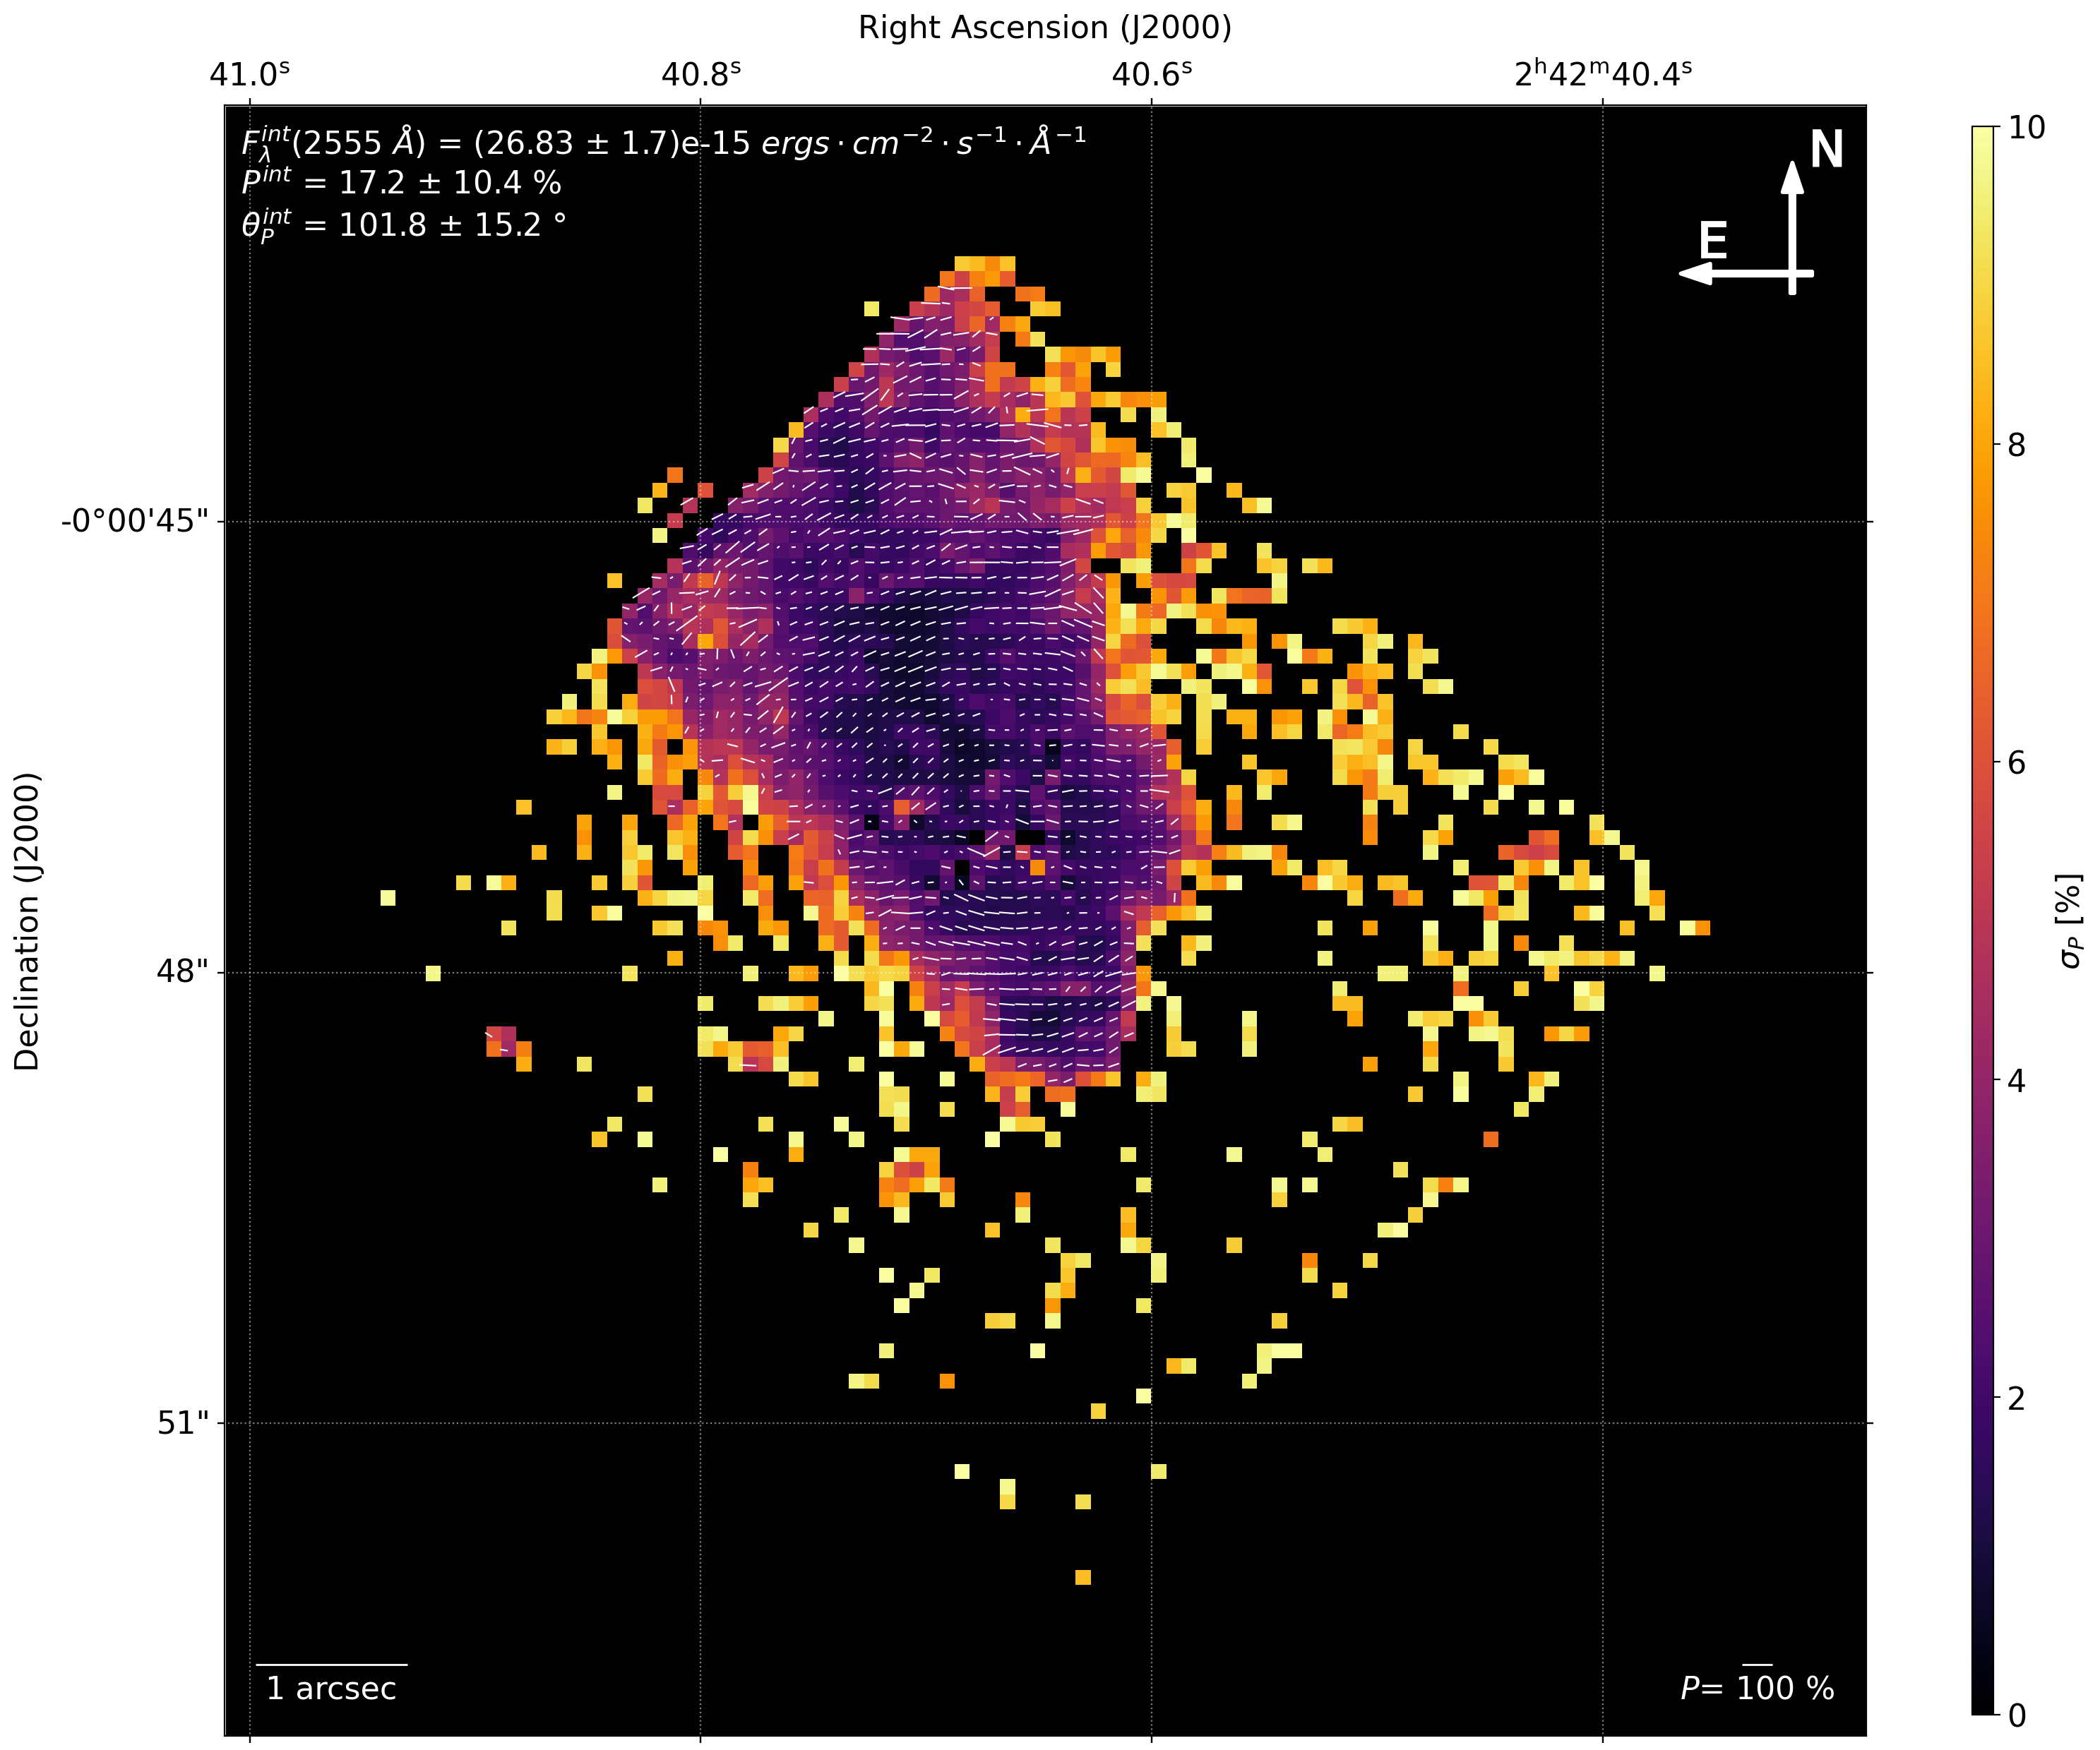 Right Ascension (J2000)
41.0ˢ 40.8ˢ 40.6ˢ 2ʰ42ᵐ40.4ˢ
F_λ^int(2555 Å) = (26.83 ± 1.7)e-15 ergs · cm⁻² · s⁻¹ · Å⁻¹
P^int = 17.2 ± 10.4 %
θ_P^int = 101.8 ± 15.2 °
N
E
-0°00'45"
48"
51"
Declination (J2000)
1 arcsec
P= 100 %
10
8
6
4
2
0
σ_P [%]